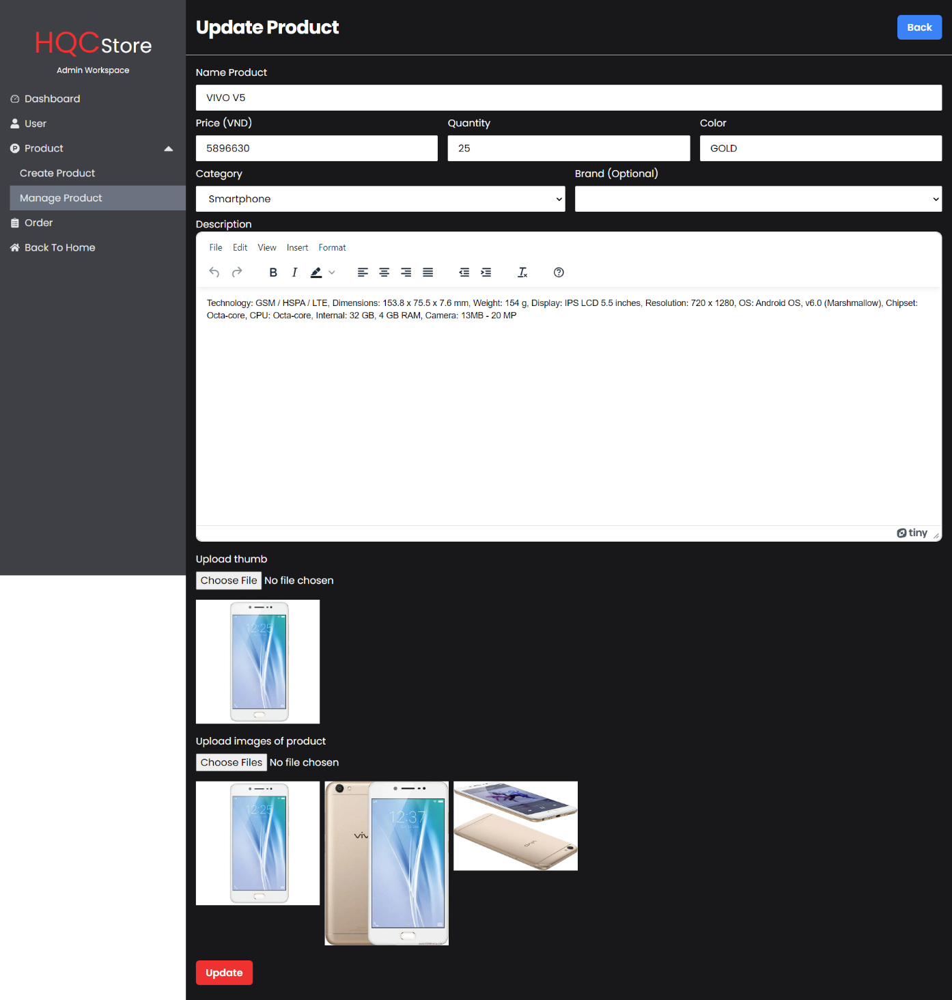 HQCStore
Admin Workspace
Dashboard
User
Product
Create Product
Manage Product
Order
Back To Home
Update Product
Back
Name Product
VIVO V5
Price (VND)
Quantity
Color
5896630
25
GOLD
Category
Brand (Optional)
Smartphone
Description
File Edit View Insert Format
B I
Technology: GSM / HSPA / LTE, Dimensions: 153.8 x 75.5 x 7.6 mm, Weight: 154 g, Display: IPS LCD 5.5 inches, Resolution: 720 x 1280, OS: Android OS, v6.0 (Marshmallow), Chipset:
Octa-core, CPU: Octa-core, Internal: 32 GB, 4 GB RAM, Camera: 13MB - 20 MP
tiny
Upload thumb
Choose File No file chosen
12:25
Upload images of product
Choose Files No file chosen
12:25
12:37
vivo
Update